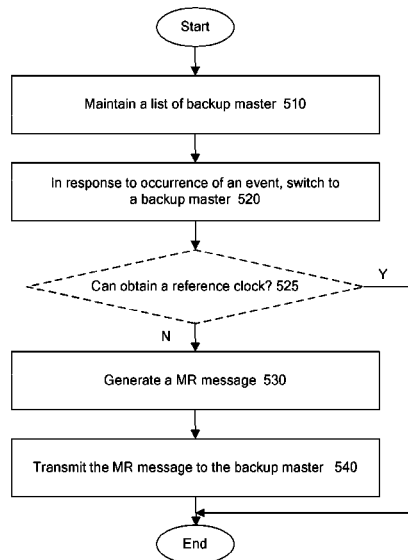 Start
Maintain a list of backup master 510
In response to occurrence of an event, switch to
a backup master 520
Can obtain a reference clock? 525
Y
N
Generate a MR message 530
Transmit the MR message to the backup master 540
End